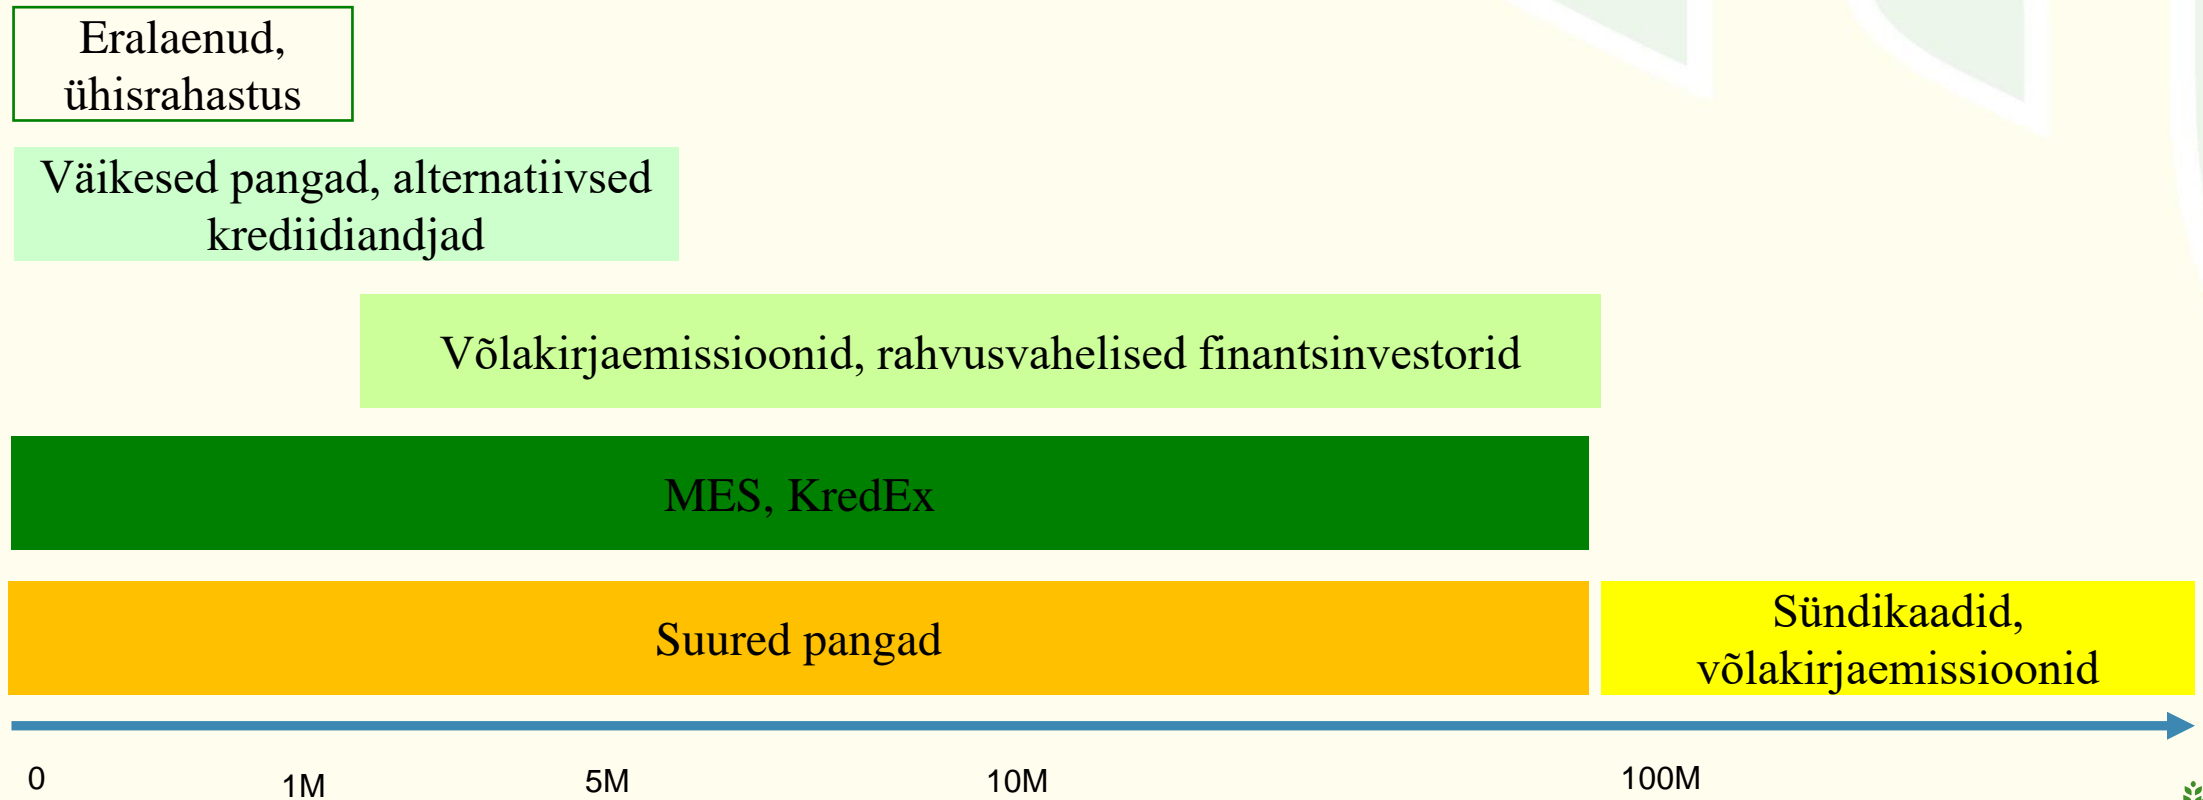 Eralaenud,
ühisrahastus
Väikesed pangad, alternatiivsed
krediidiandjad
Võlakirjaemissioonid, rahvusvahelised finantsinvestorid
MES, KredEx
Suured pangad
Sündikaadid,
võlakirjaemissioonid
0 1M 5M 10M 100M